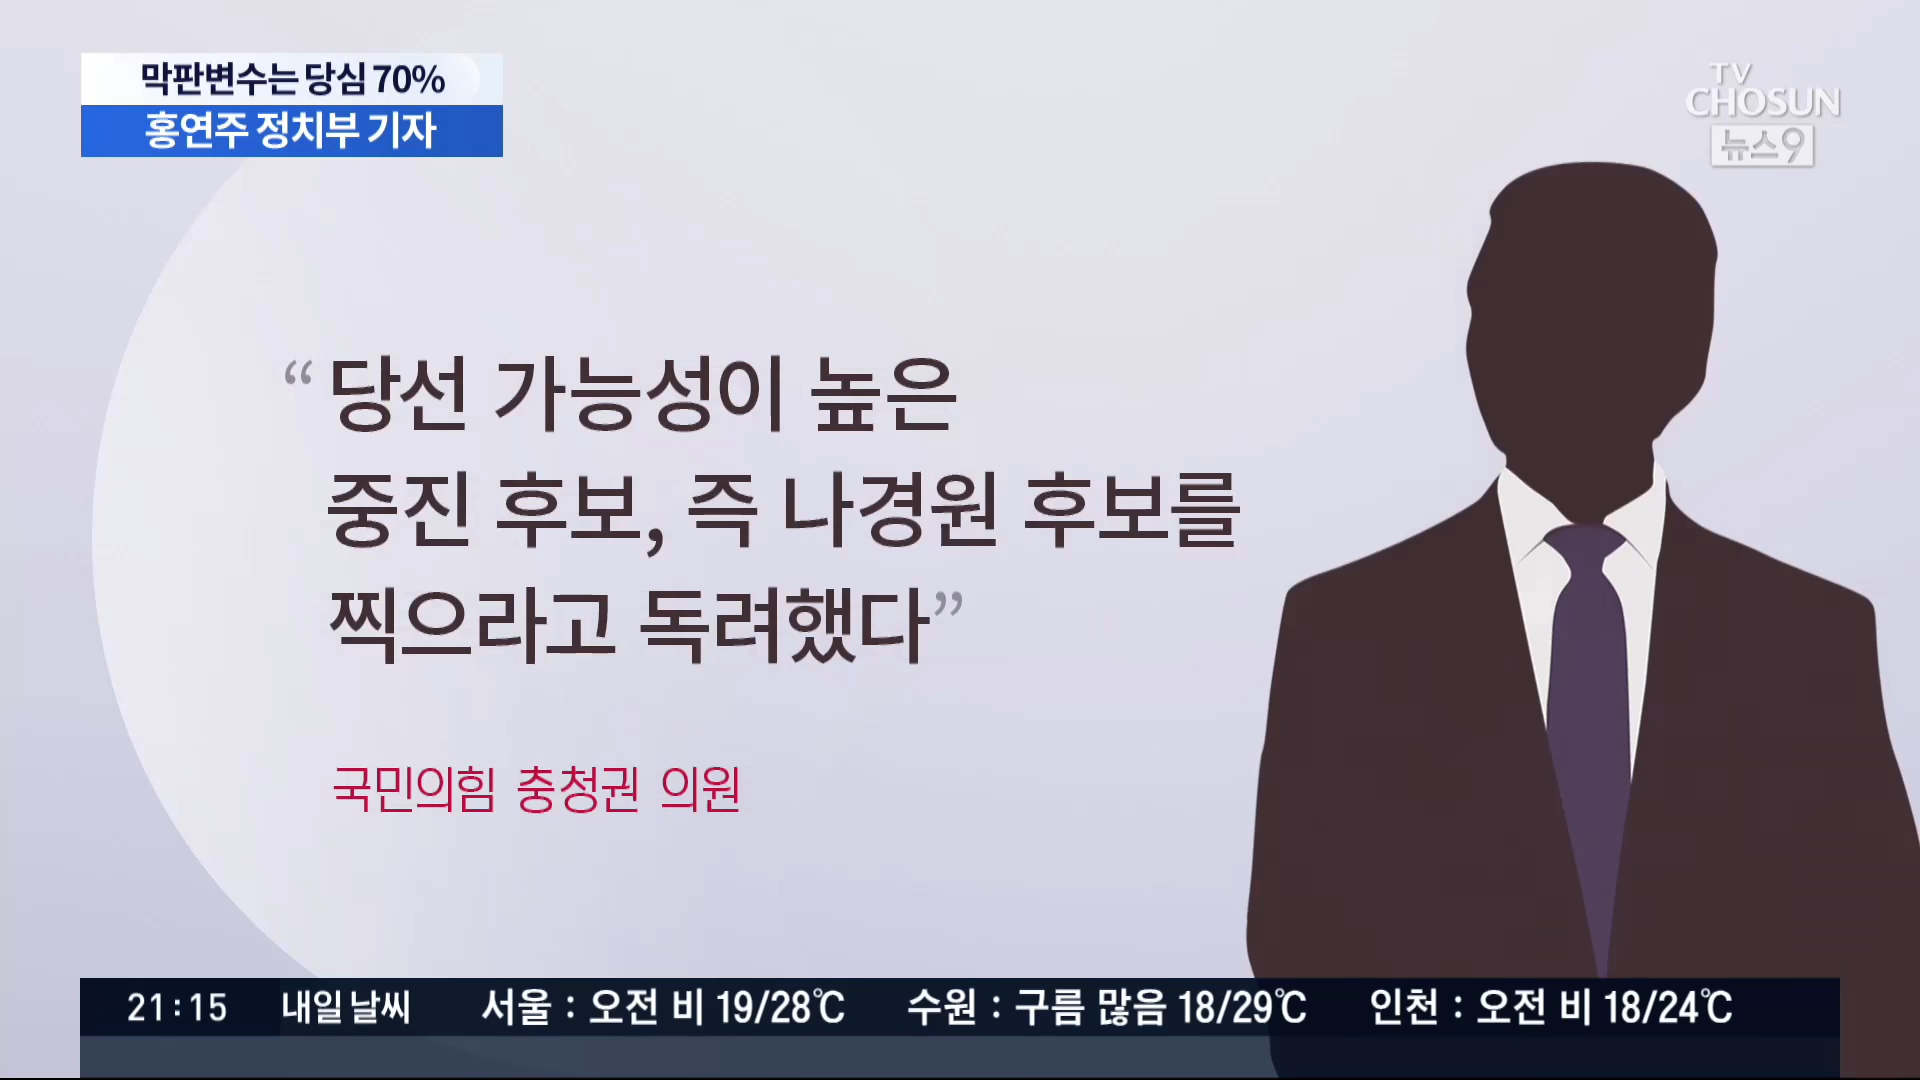 막판변수는 당심 70%
홍연주 정치부 기자
TV
CHOSUN
뉴스9
“당선 가능성이 높은
중진 후보, 즉 나경원 후보를
찍으라고 독려했다”
국민의힘 충청권 의원
21:15 내일 날씨 서울 : 오전 비 19/28℃ 수원 : 구름 많음 18/29℃ 인천 : 오전 비 18/24℃